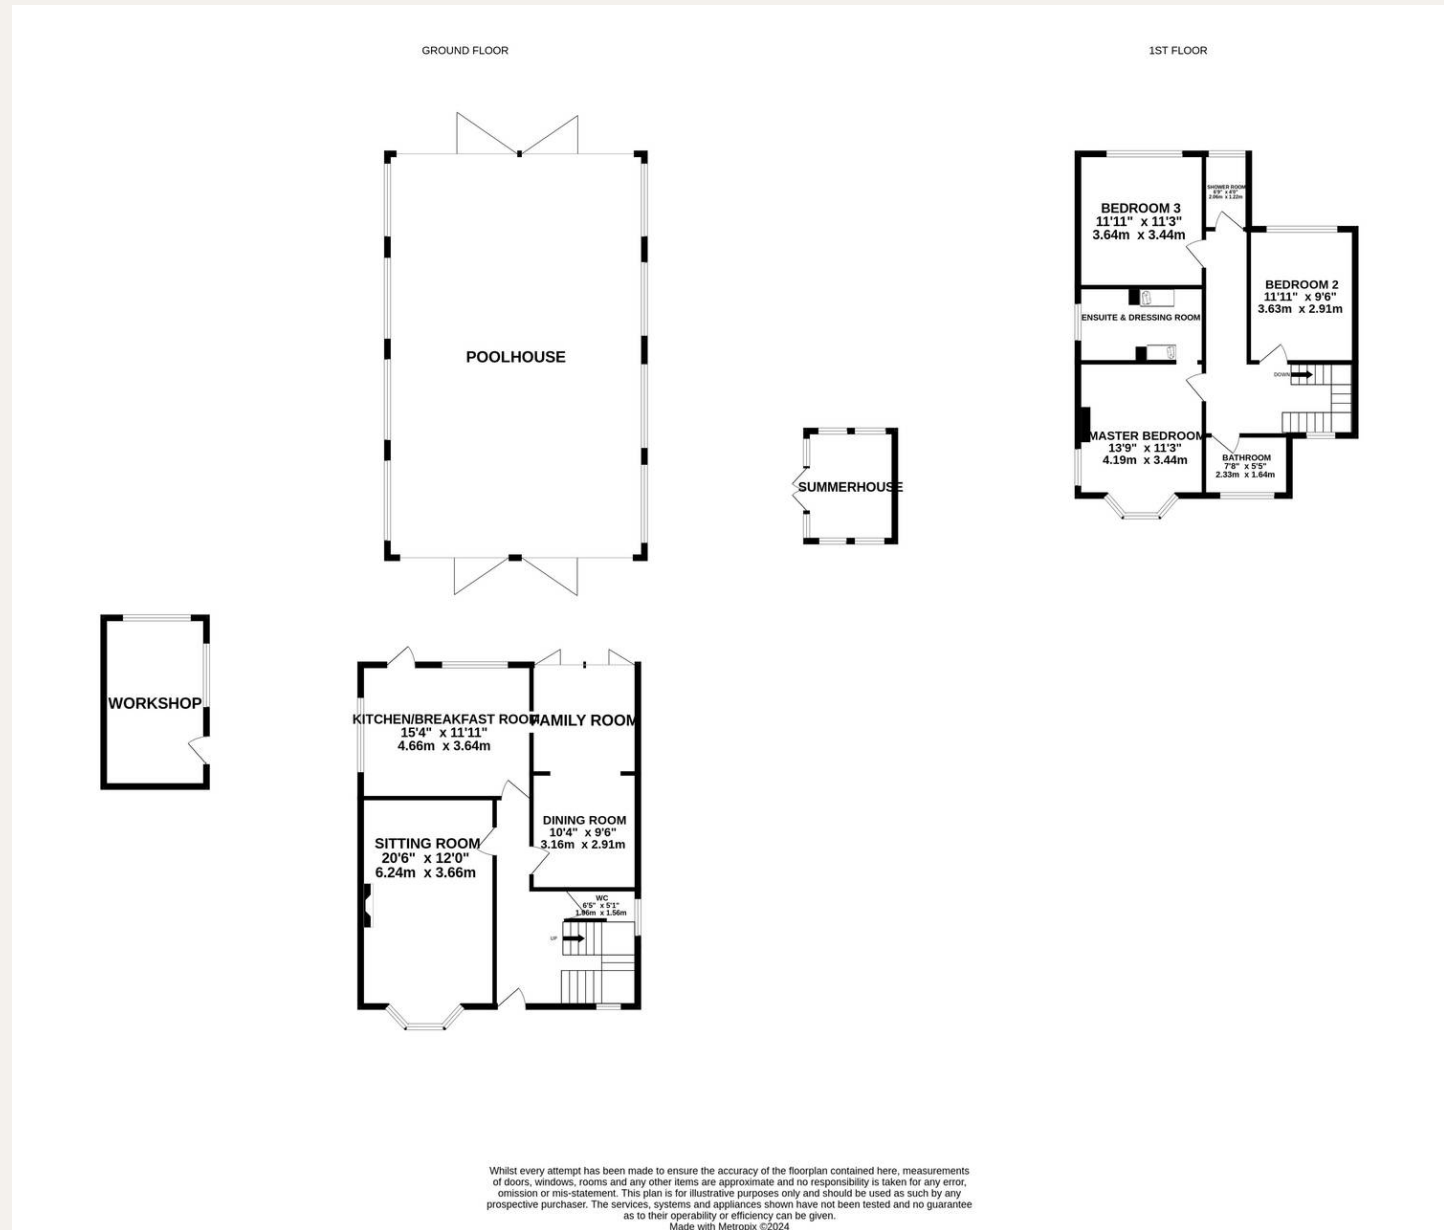 GROUND FLOOR
1ST FLOOR
POOLHOUSE
SUMMERHOUSE
WORKSHOP
KITCHEN/BREAKFAST ROOM
15'4" x 11'11"
4.66m x 3.64m
FAMILY ROOM
SITTING ROOM
20'6" x 12'0"
6.24m x 3.66m
DINING ROOM
10'4" x 9'6"
3.16m x 2.91m
WC
6'5" x 5'1"
1.96m x 1.56m
UP
BEDROOM 3
11'11" x 11'3"
3.64m x 3.44m
SHOWER ROOM
6'9" x 4'0"
2.06m x 1.22m
BEDROOM 2
11'11" x 9'6"
3.63m x 2.91m
ENSUITE & DRESSING ROOM
DOWN
MASTER BEDROOM
13'9" x 11'3"
4.19m x 3.44m
BATHROOM
7'8" x 5'5"
2.33m x 1.64m
Whilst every attempt has been made to ensure the accuracy of the floorplan contained here, measurements
of doors, windows, rooms and any other items are approximate and no responsibility is taken for any error,
omission or mis-statement. This plan is for illustrative purposes only and should be used as such by any
prospective purchaser. The services, systems and appliances shown have not been tested and no guarantee
as to their operability or efficiency can be given.
Made with Metropix ©2024